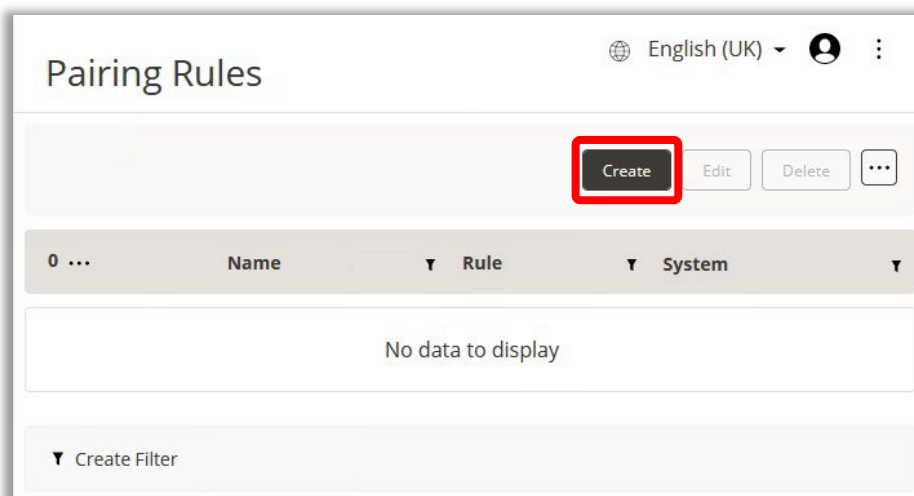 English (UK)
Pairing Rules
Create Edit Delete ...
0 ... Name Rule System
No data to display
Create Filter